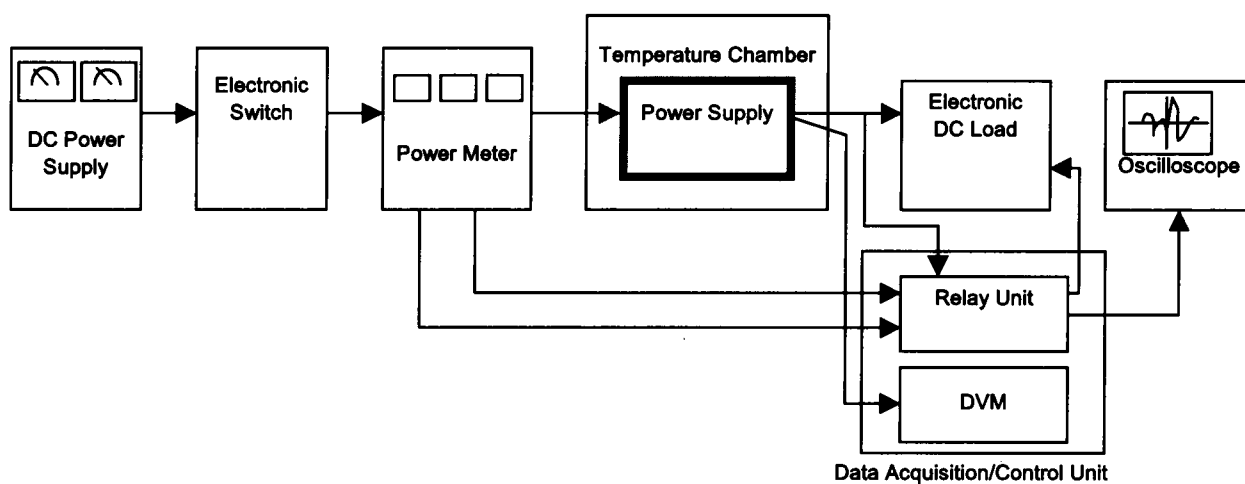 DC Power
Supply
Electronic
Switch
Power Meter
Temperature Chamber
Power Supply
Electronic
DC Load
Oscilloscope
Relay Unit
DVM
Data Acquisition/Control Unit